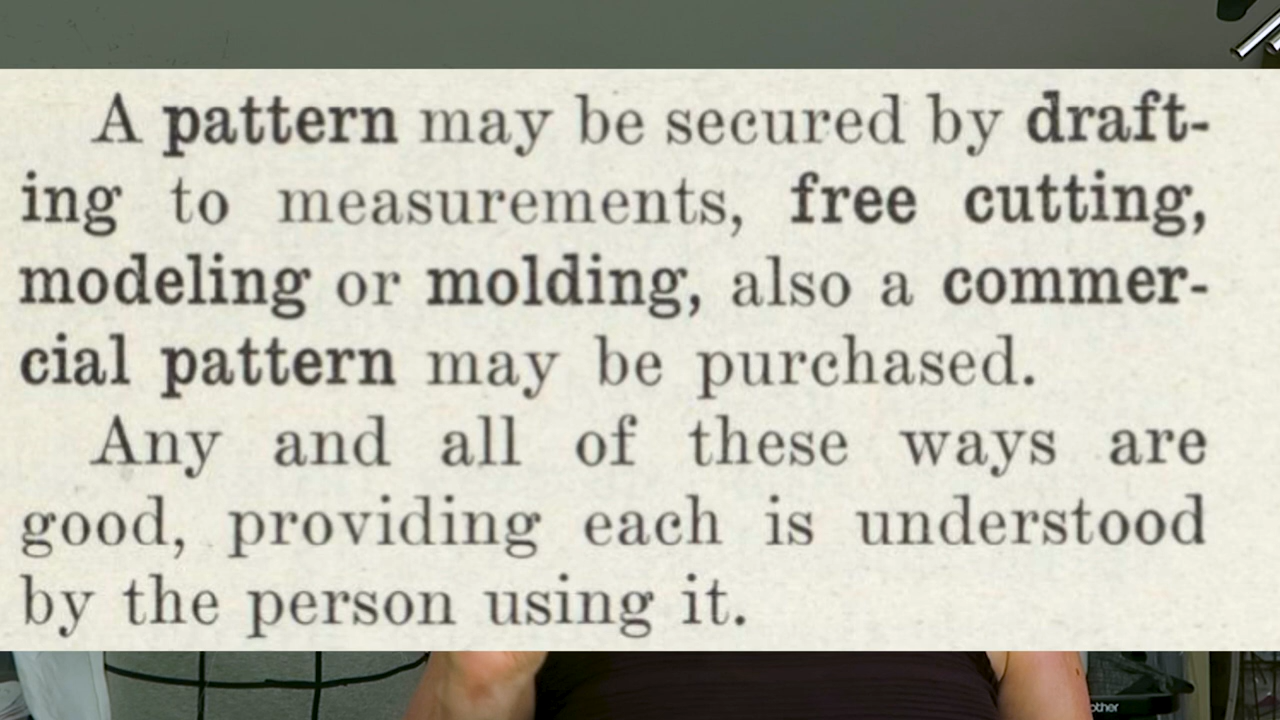 A pattern may be secured by draft-
ing to measurements, free cutting,
modeling or molding, also a commer-
cial pattern may be purchased.
Any and all of these ways are
good, providing each is understood
by the person using it.
other